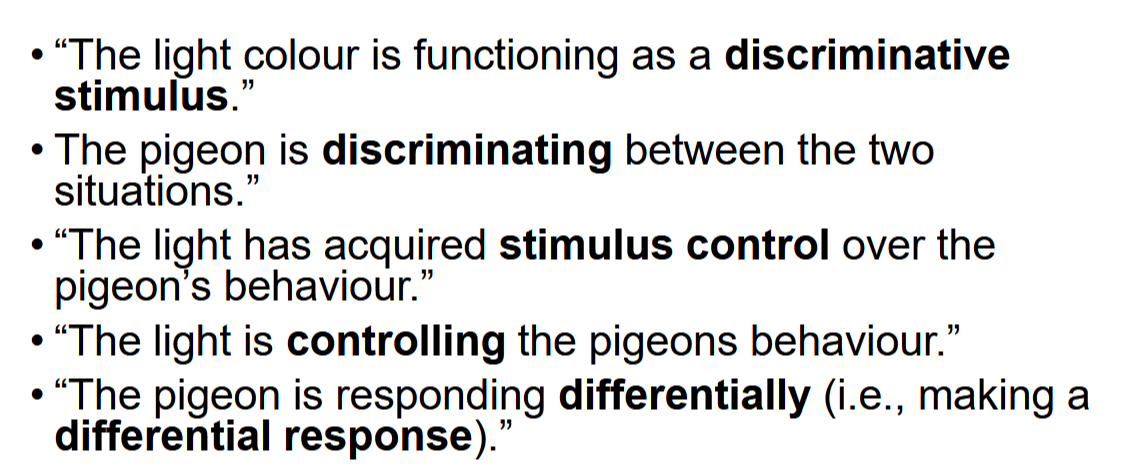 • “The light colour is functioning as a discriminative
stimulus.”
• The pigeon is discriminating between the two
situations.”
• “The light has acquired stimulus control over the
pigeon’s behaviour.”
• “The light is controlling the pigeons behaviour.”
• “The pigeon is responding differentially (i.e., making a
differential response).”